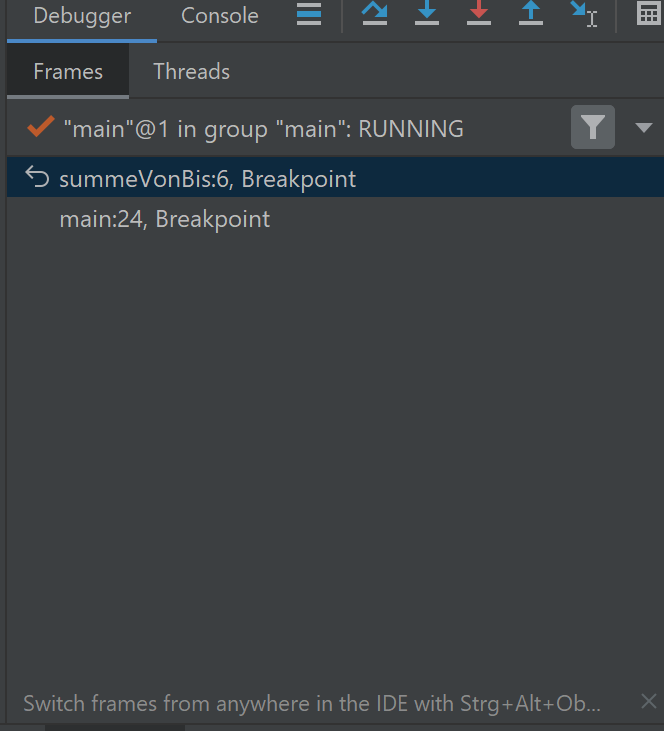 Debugger Console
Frames Threads
"main"@1 in group "main": RUNNING
summeVonBis:6, Breakpoint
main:24, Breakpoint
Switch frames from anywhere in the IDE with Strg+Alt+Ob...